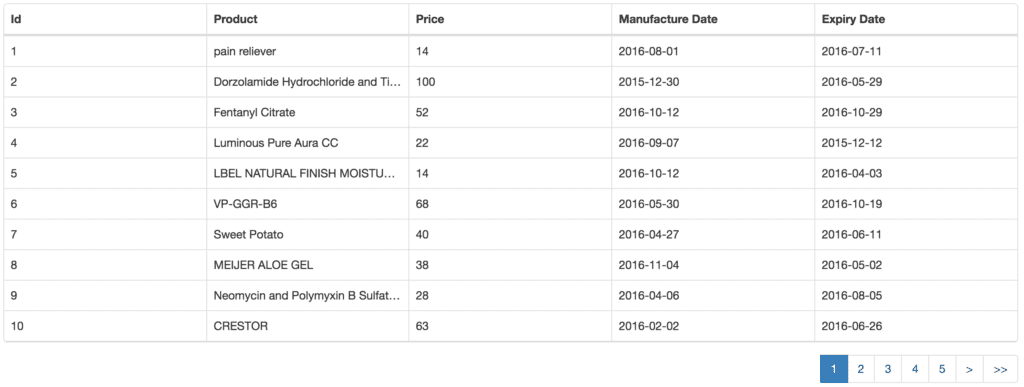 Id Product Price Manufacture Date Expiry Date
1 pain reliever 14 2016-08-01 2016-07-11
2 Dorzolamide Hydrochloride and Ti... 100 2015-12-30 2016-05-29
3 Fentanyl Citrate 52 2016-10-12 2016-10-29
4 Luminous Pure Aura CC 22 2016-09-07 2015-12-12
5 LBEL NATURAL FINISH MOISTU... 14 2016-10-12 2016-04-03
6 VP-GGR-B6 68 2016-05-30 2016-10-19
7 Sweet Potato 40 2016-04-27 2016-06-11
8 MEIJER ALOE GEL 38 2016-11-04 2016-05-02
9 Neomycin and Polymyxin B Sulfat... 28 2016-04-06 2016-08-05
10 CRESTOR 63 2016-02-02 2016-06-26
1 2 3 4 5 > >>